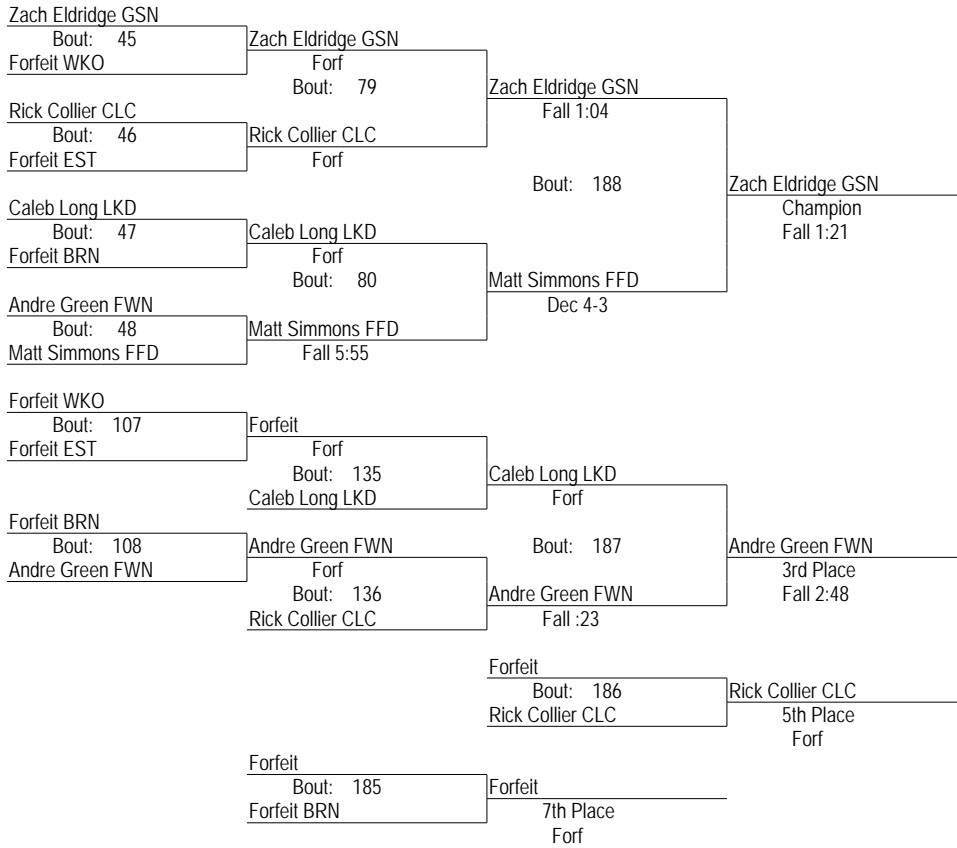 Zach Eldridge GSN
Bout: 45
Zach Eldridge GSN
Forfeit WKO
Forf
Bout: 79
Zach Eldridge GSN
Rick Collier CLC
Fall 1:04
Bout: 46
Rick Collier CLC
Forfeit EST
Forf
Bout: 188
Zach Eldridge GSN
Caleb Long LKD
Champion
Bout: 47
Caleb Long LKD
Fall 1:21
Forfeit BRN
Forf
Bout: 80
Matt Simmons FFD
Andre Green FWN
Dec 4-3
Bout: 48
Matt Simmons FFD
Matt Simmons FFD
Fall 5:55
Forfeit WKO
Bout: 107
Forfeit
Forfeit EST
Forf
Bout: 135
Caleb Long LKD
Caleb Long LKD
Forf
Forfeit BRN
Bout: 108
Andre Green FWN
Bout: 187
Andre Green FWN
Andre Green FWN
Forf
3rd Place
Bout: 136
Andre Green FWN
Fall 2:48
Rick Collier CLC
Fall :23
Forfeit
Bout: 186
Rick Collier CLC
Rick Collier CLC
5th Place
Forf
Forfeit
Bout: 185
Forfeit
Forfeit BRN
7th Place
Forf